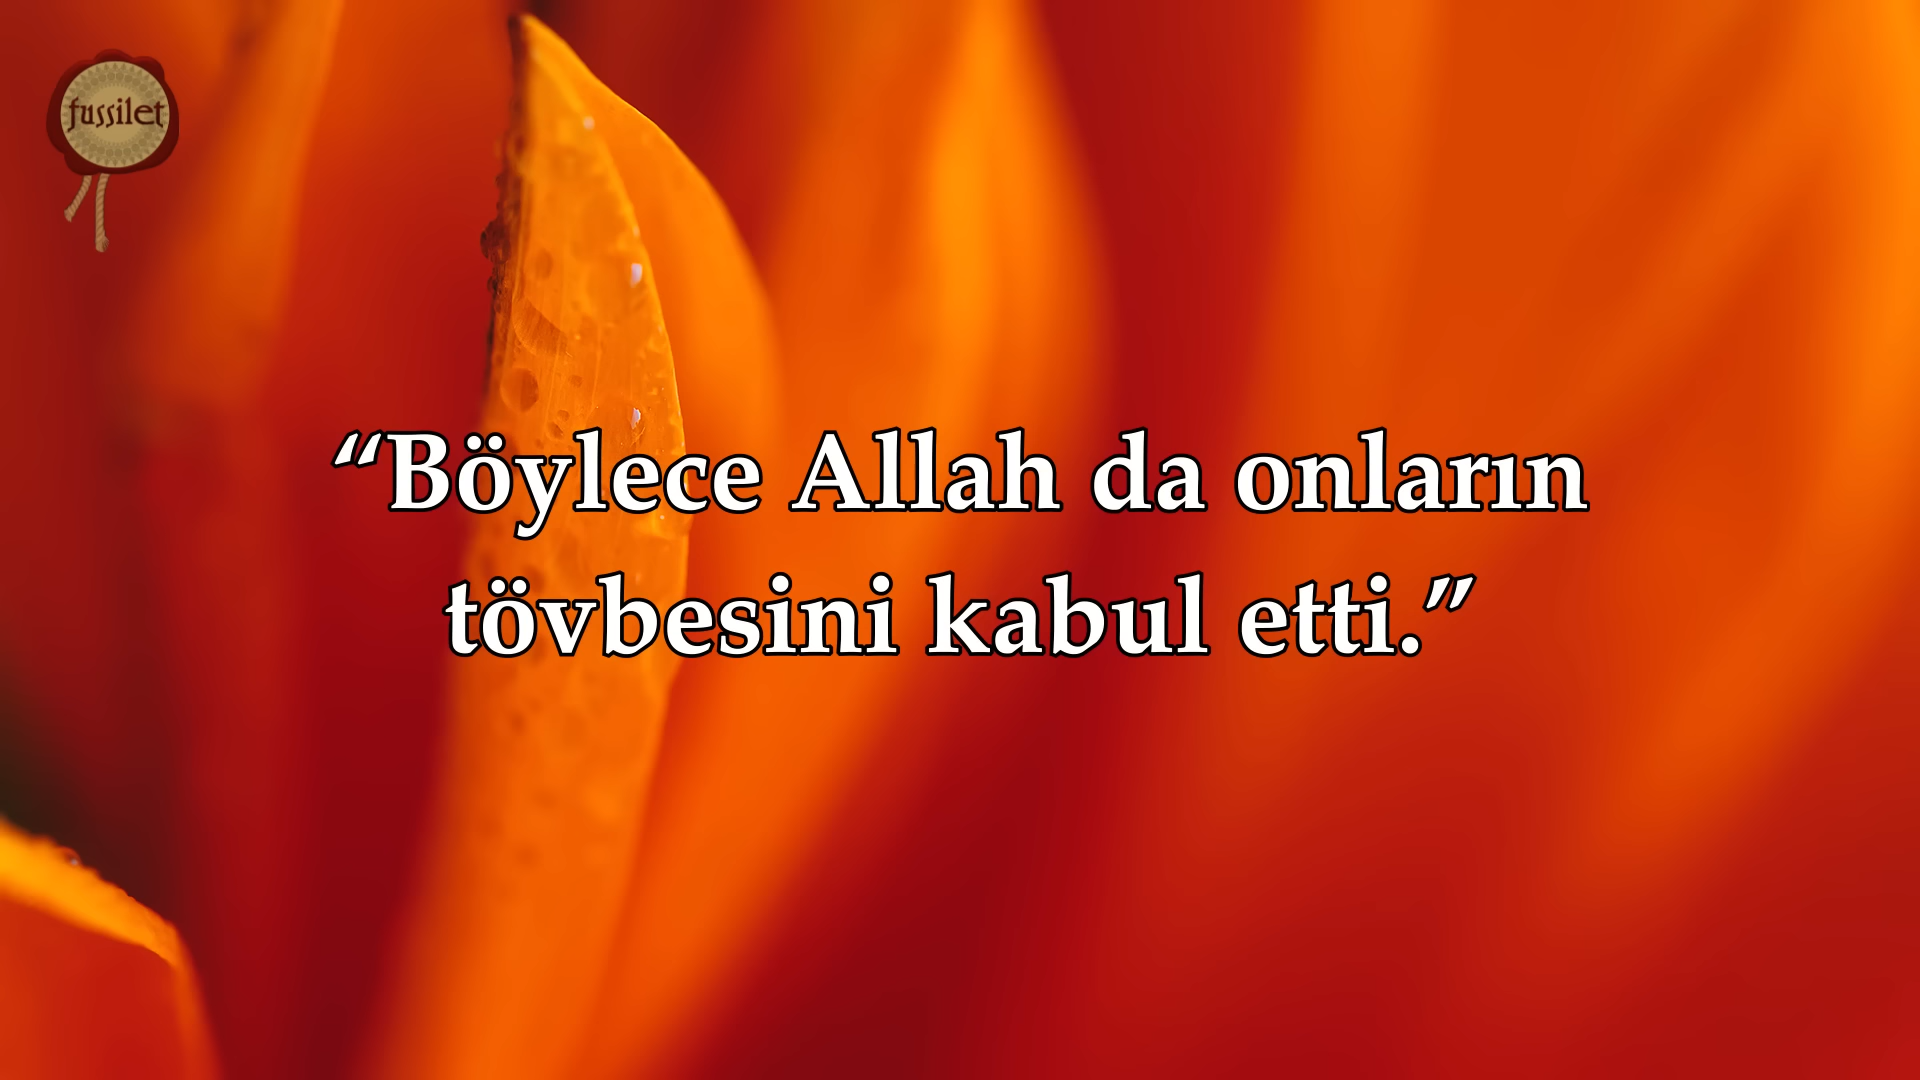 fussilet
“Böylece Allah da onların
tövbesini kabul etti.”